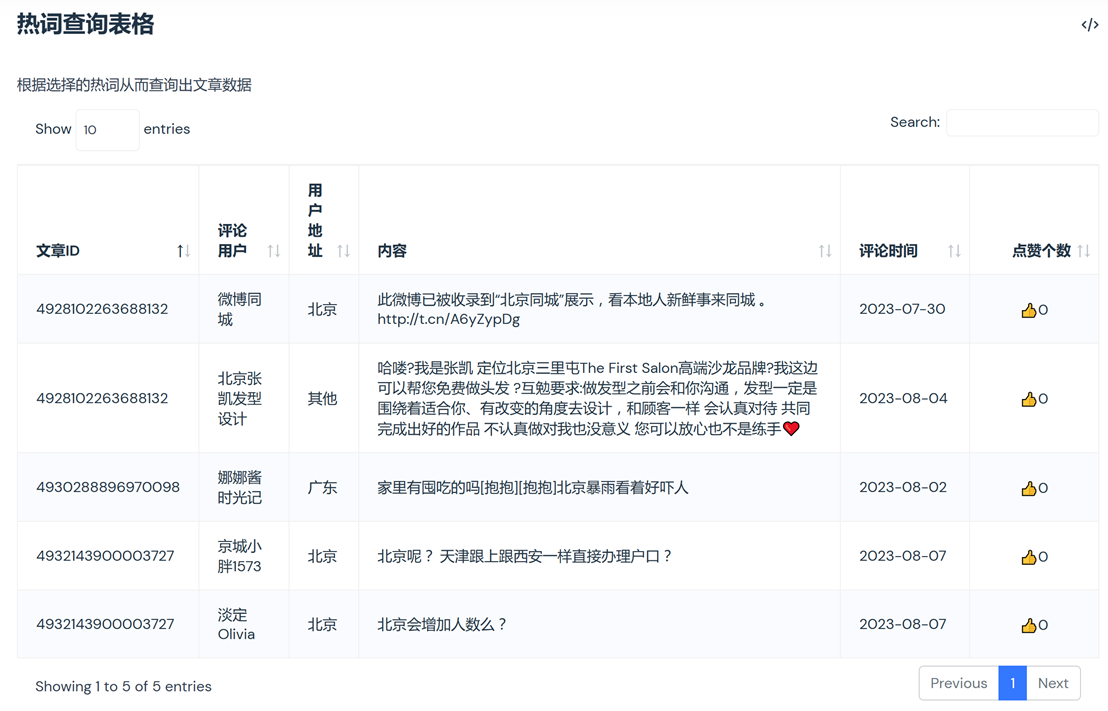 热词查询表格
</>
根据选择的热词从而查询出文章数据
Show 10 entries
Search:
文章ID
评论
用户
用
户
地
址
内容
评论时间
点赞个数
4928102263688132
微博同
城
北京
此微博已被收录到“北京同城”展示，看本地人新鲜事来同城 。
http://t.cn/A6yZypDg
2023-07-30
👍0
4928102263688132
北京张
凯发型
设计
其他
哈喽?我是张凯 定位北京三里屯The First Salon高端沙龙品牌?我这边
可以帮您免费做头发 ?互勉要求:做发型之前会和你沟通，发型一定是
围绕着适合你、有改变的角度去设计，和顾客一样 会认真对待 共同
完成出好的作品 不认真做对我也没意义 您可以放心也不是练手❤
2023-08-04
👍0
4930288896970098
娜娜酱
时光记
广东
家里有囤吃的吗[抱抱][抱抱]北京暴雨看着好吓人
2023-08-02
👍0
4932143900003727
京城小
胖1573
北京
北京呢？ 天津跟上跟西安一样直接办理户口？
2023-08-07
👍0
4932143900003727
淡定
Olivia
北京
北京会增加人数么？
2023-08-07
👍0
Showing 1 to 5 of 5 entries
Previous 1 Next